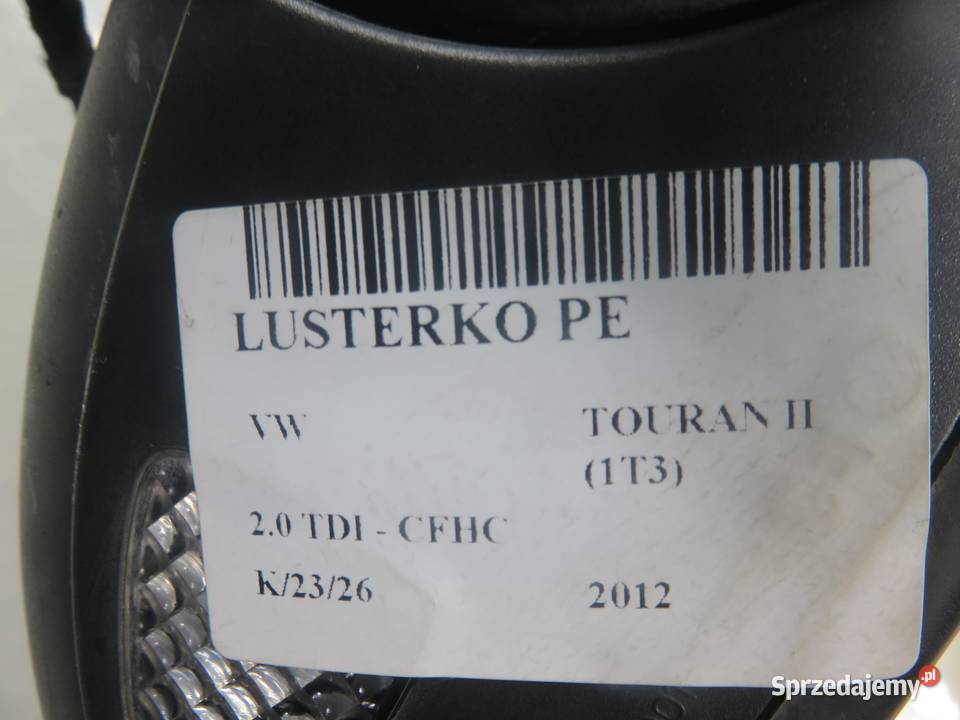 LUSTERKO PE
VW TOURAN II
(1T3)
2.0 TDI - CFHC
K/23/26 2012
Sprzedajemy.pl